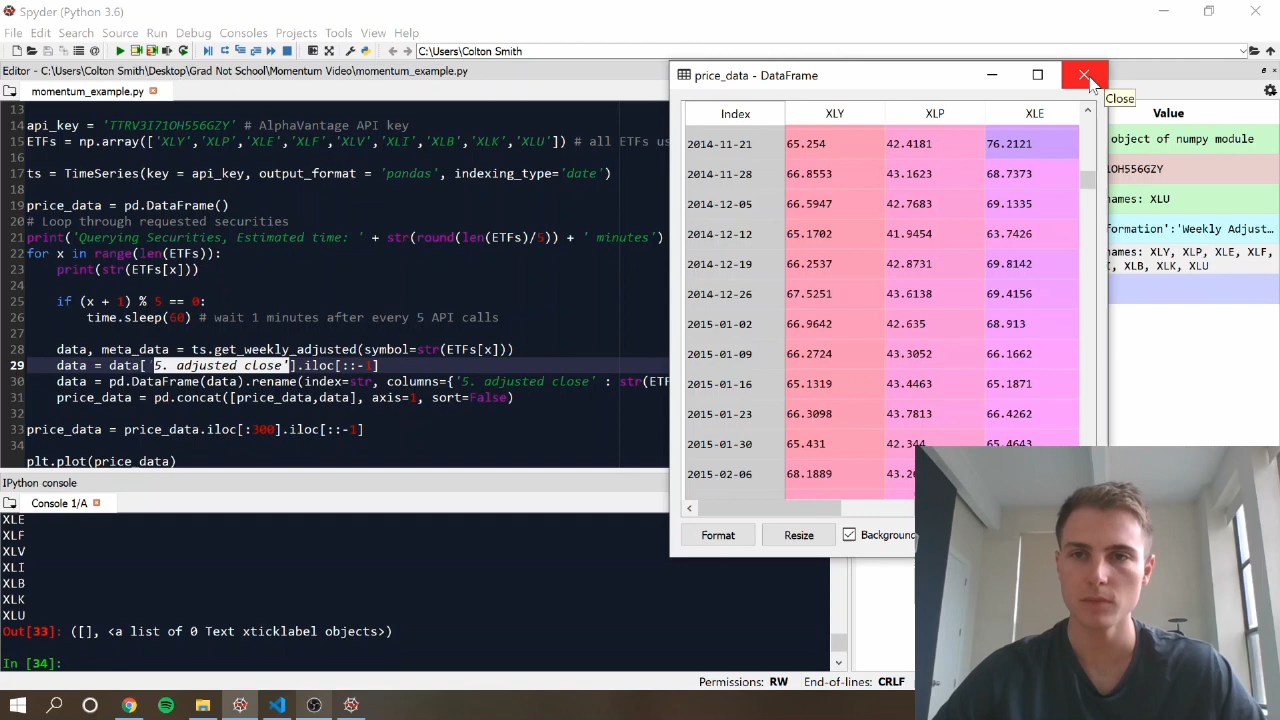 Spyder (Python 3.6)
File Edit Search Source Run Debug Consoles Projects Tools View Help
C:\Users\Colton Smith
Editor - C:\Users\Colton Smith\Desktop\Grad Not School\Momentum Video\momentum_example.py
momentum_example.py
13
14 api_key = 'TTRV3I71OH556GZY' # AlphaVantage API key
15 ETFs = np.array(['XLY','XLP','XLE','XLF','XLV','XLI','XLB','XLK','XLU']) # all ETFs us
16
17 ts = TimeSeries(key = api_key, output_format = 'pandas', indexing_type='date')
18
19 price_data = pd.DataFrame()
20 # Loop through requested securities
21 print('Querying Securities, Estimated time: ' + str(round(len(ETFs)/5)) + ' minutes')
22 for x in range(len(ETFs)):
23 print(str(ETFs[x]))
24
25 if (x + 1) % 5 == 0:
26 time.sleep(60) # wait 1 minutes after every 5 API calls
27
28 data, meta_data = ts.get_weekly_adjusted(symbol=str(ETFs[x]))
29 data = data['5. adjusted close'].iloc[::-1]
30 data = pd.DataFrame(data).rename(index=str, columns={'5. adjusted close' : str(ET
31 price_data = pd.concat([price_data,data], axis=1, sort=False)
32
33 price_data = price_data.iloc[:300].iloc[::-1]
34
plt.plot(price_data)
IPython console
Console 1/A
XLE
XLF
XLV
XLI
XLB
XLK
XLU
Out[33]: ([], <a list of 0 Text xticklabel objects>)
In [34]:
price_data - DataFrame
Close
Index XLY XLP XLE
2014-11-21 65.254 42.4181 76.2121
2014-11-28 66.8553 43.1623 68.7373
2014-12-05 66.5947 42.7683 69.1335
2014-12-12 65.1702 41.9454 63.7426
2014-12-19 66.2537 42.8731 69.8142
2014-12-26 67.5251 43.6138 69.4156
2015-01-02 66.9642 42.635 68.913
2015-01-09 66.2724 43.3052 66.1662
2015-01-16 65.1319 43.4463 65.1871
2015-01-23 66.3098 43.7813 66.4262
2015-01-30 65.431 42.344
2015-02-06 68.1889
Format Resize Background
Value
object of numpy module
names: XLU
formation':'Weekly Adjust...
names: XLY, XLP, XLE, XLF,
I, XLB, XLK, XLU
Permissions: RW End-of-lines: CRLF